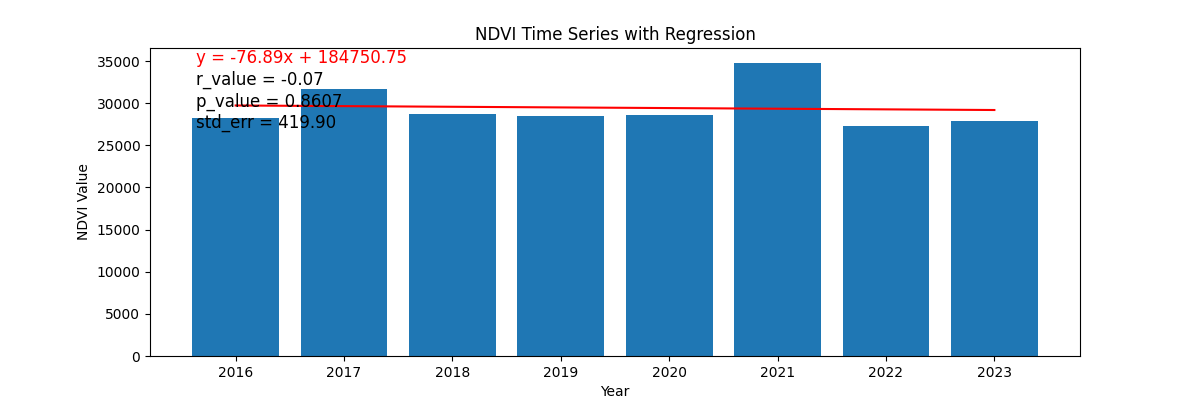 NDVI Time Series with Regression
y = -76.89x + 184750.75
r_value = -0.07
p_value = 0.8607
std_err = 419.90
35000
30000
25000
20000
15000
10000
5000
0
NDVI Value
2016 2017 2018 2019 2020 2021 2022 2023
Year